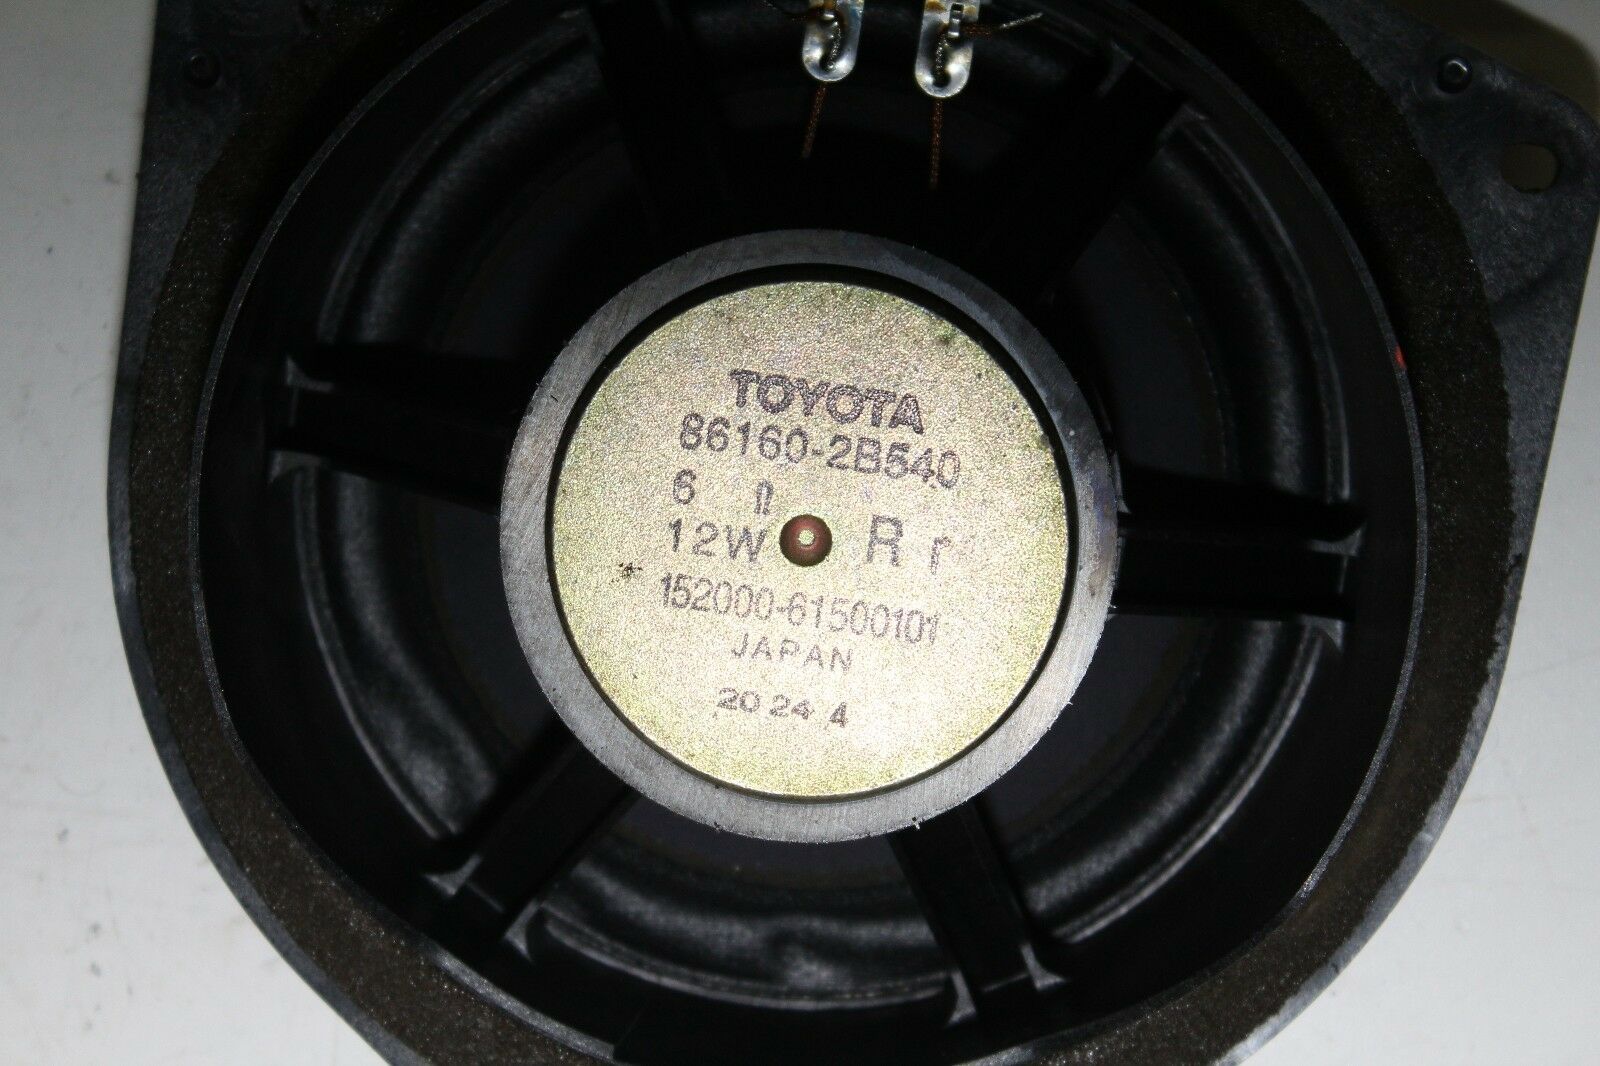 TOYOTA
86160-2B540
6 Ω
12W R r
152000-61500101
JAPAN
20 24 4